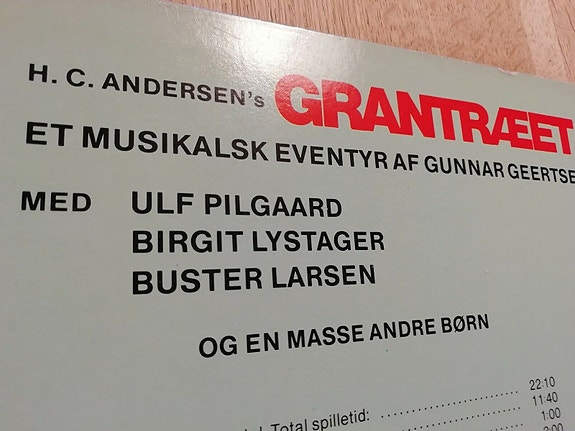 H. C. ANDERSEN's GRANTRÆET
ET MUSIKALSK EVENTYR AF GUNNAR GEERTSE
MED ULF PILGAARD
BIRGIT LYSTAGER
BUSTER LARSEN
OG EN MASSE ANDRE BØRN
22:10
Total spilletid: 11:40
1:00